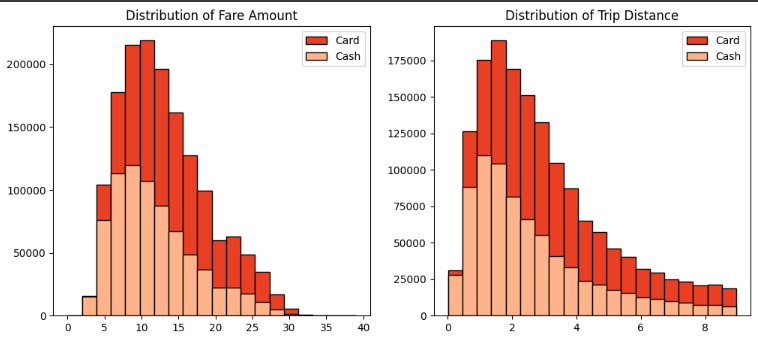 Distribution of Fare Amount
Card
Cash
200000
150000
100000
50000
0
0 5 10 15 20 25 30 35 40
Distribution of Trip Distance
Card
Cash
175000
150000
125000
100000
75000
50000
25000
0
0 2 4 6 8